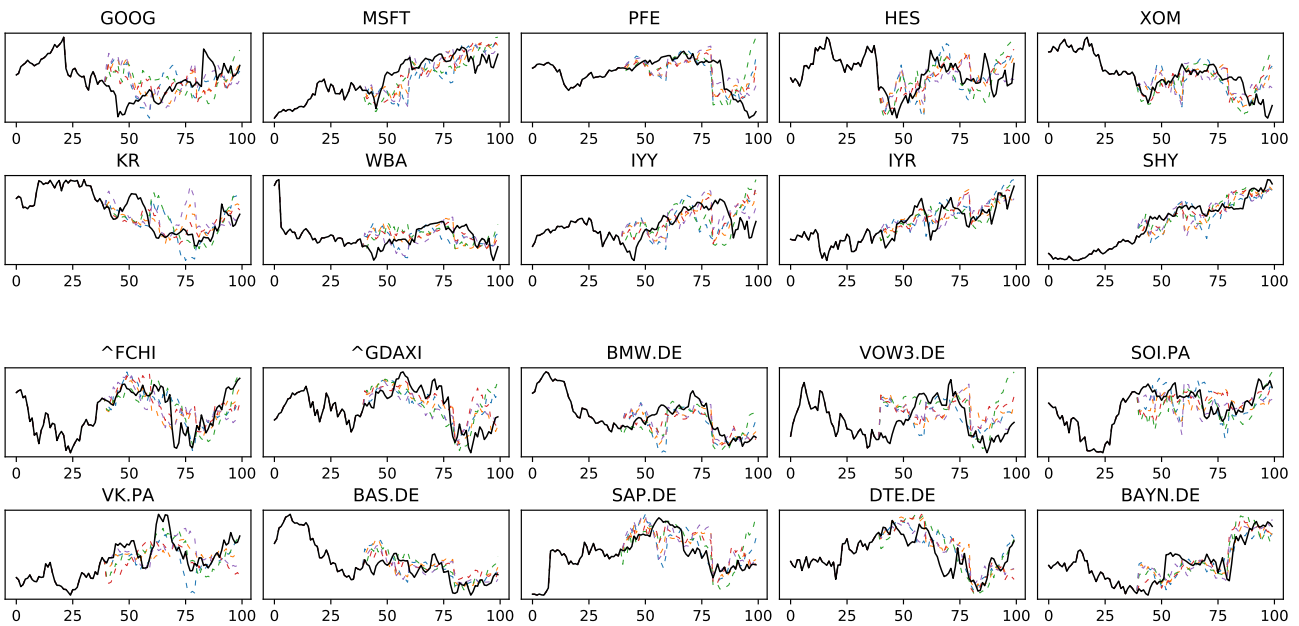 GOOG MSFT PFE HES XOM
0 25 50 75 100 0 25 50 75 100 0 25 50 75 100 0 25 50 75 100 0 25 50 75 100
KR WBA IYY IYR SHY
0 25 50 75 100 0 25 50 75 100 0 25 50 75 100 0 25 50 75 100 0 25 50 75 100
^FCHI ^GDAXI BMW.DE VOW3.DE SOI.PA
0 25 50 75 100 0 25 50 75 100 0 25 50 75 100 0 25 50 75 100 0 25 50 75 100
VK.PA BAS.DE SAP.DE DTE.DE BAYN.DE
0 25 50 75 100 0 25 50 75 100 0 25 50 75 100 0 25 50 75 100 0 25 50 75 100